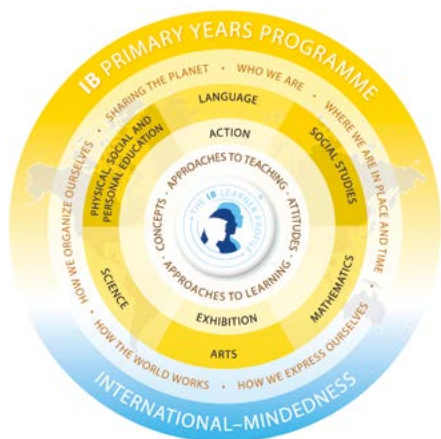 IB PRIMARY YEARS PROGRAMME
SHARING THE PLANET • WHO WE ARE • WHERE WE ARE IN PLACE AND TIME • HOW WE EXPRESS OURSELVES • HOW THE WORLD WORKS • HOW WE ORGANIZE OURSELVES •
LANGUAGE
SOCIAL STUDIES
MATHEMATICS
ARTS
SCIENCE
PHYSICAL, SOCIAL AND
PERSONAL EDUCATION
ACTION
EXHIBITION
APPROACHES TO TEACHING · ATTITUDES · APPROACHES TO LEARNING · CONCEPTS ·
THE IB LEARNER PROFILE
INTERNATIONAL–MINDEDNESS